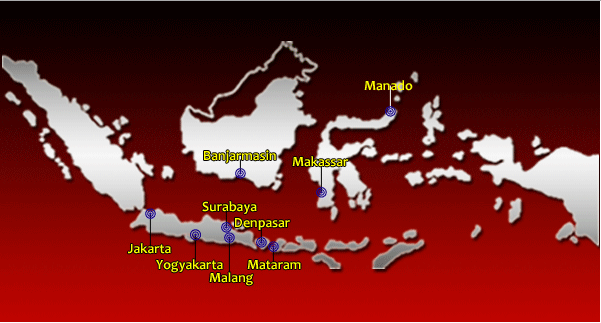 Manado
Banjarmasin
Makassar
Surabaya
Denpasar
Jakarta
Yogyakarta
Mataram
Malang